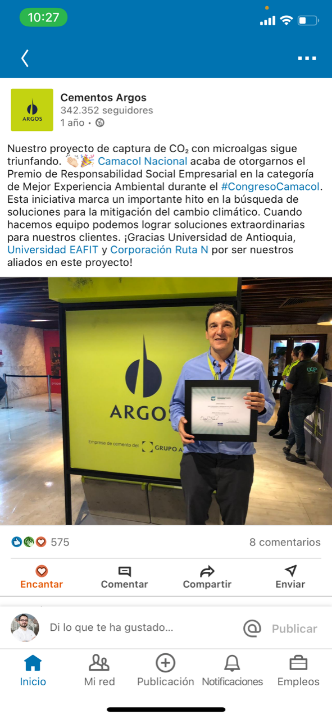 10:27
ARGOS
Cementos Argos
342.352 seguidores
1 año •
Nuestro proyecto de captura de CO₂ con microalgas sigue
triunfando. 👏🏻🎉 Camacol Nacional acaba de otorgarnos el
Premio de Responsabilidad Social Empresarial en la categoría
de Mejor Experiencia Ambiental durante el #CongresoCamacol.
Esta iniciativa marca un importante hito en la búsqueda de
soluciones para la mitigación del cambio climático. Cuando
hacemos equipo podemos lograr soluciones extraordinarias
para nuestros clientes. ¡Gracias Universidad de Antioquia,
Universidad EAFIT y Corporación Ruta N por ser nuestros
aliados en este proyecto!
ARGOS
Empresa de cemento del GRUPO A
575
8 comentarios
Encantar
Comentar
Compartir
Enviar
Di lo que te ha gustado...
@
Publicar
Inicio
Mi red
Publicación
Notificaciones
Empleos